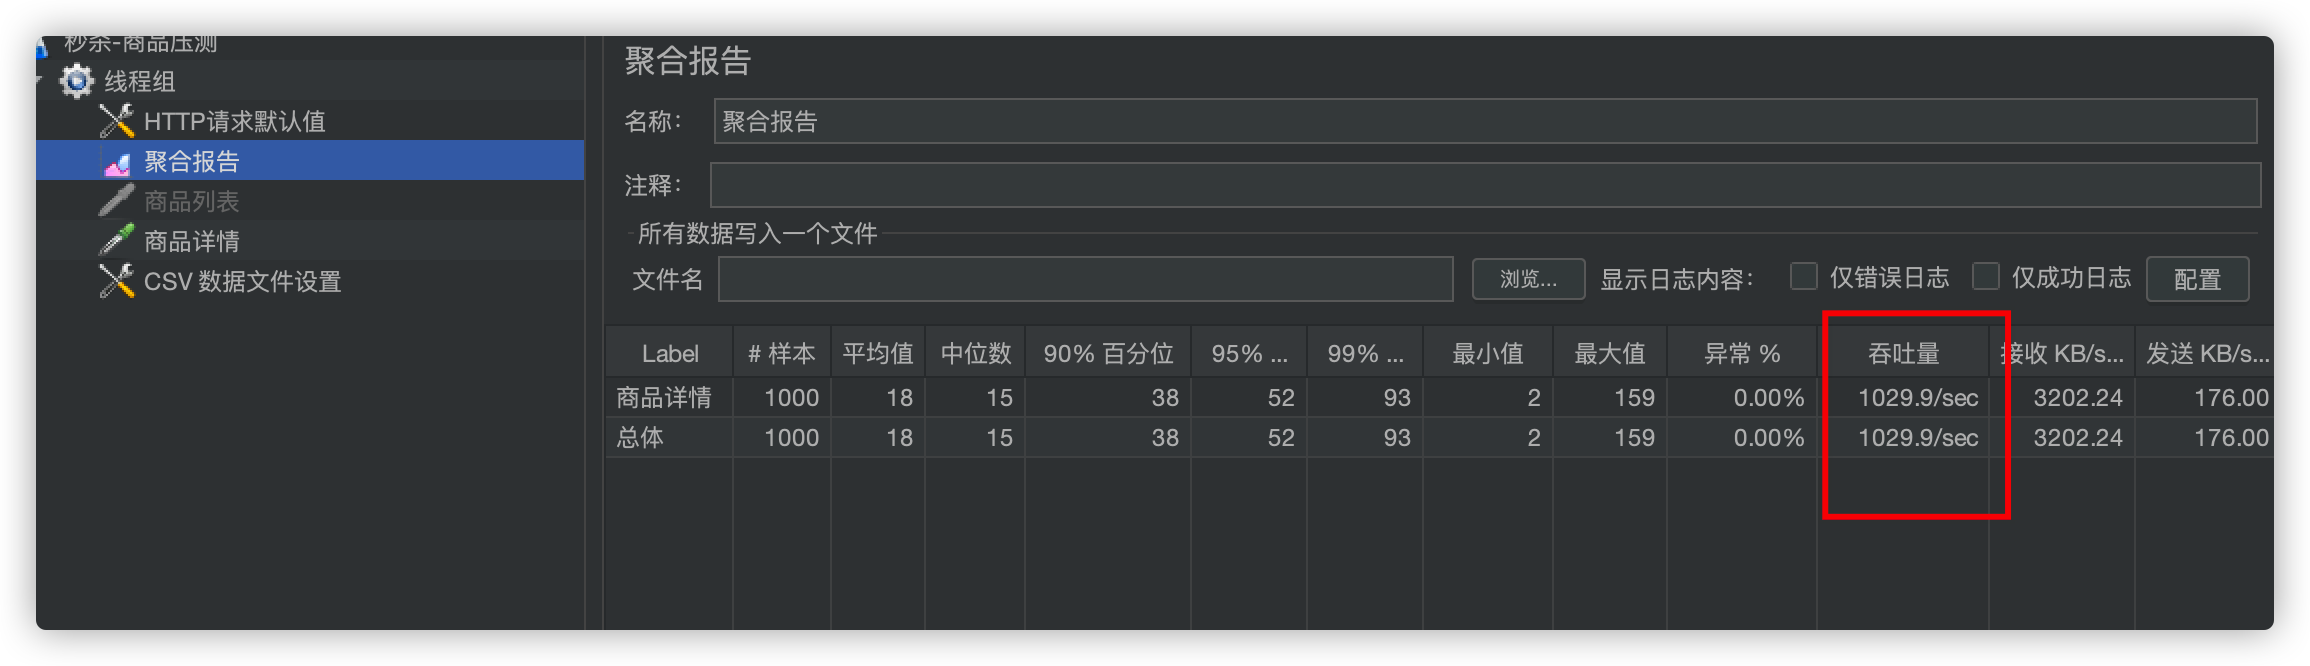 秒杀-商品压测
线程组
HTTP请求默认值
聚合报告
商品列表
商品详情
CSV 数据文件设置
聚合报告
名称： 聚合报告
注释：
所有数据写入一个文件
文件名 浏览... 显示日志内容： 仅错误日志 仅成功日志 配置
Label # 样本 平均值 中位数 90% 百分位 95% ... 99% ... 最小值 最大值 异常 % 吞吐量 接收 KB/s... 发送 KB/s...
商品详情 1000 18 15 38 52 93 2 159 0.00% 1029.9/sec 3202.24 176.00
总体 1000 18 15 38 52 93 2 159 0.00% 1029.9/sec 3202.24 176.00